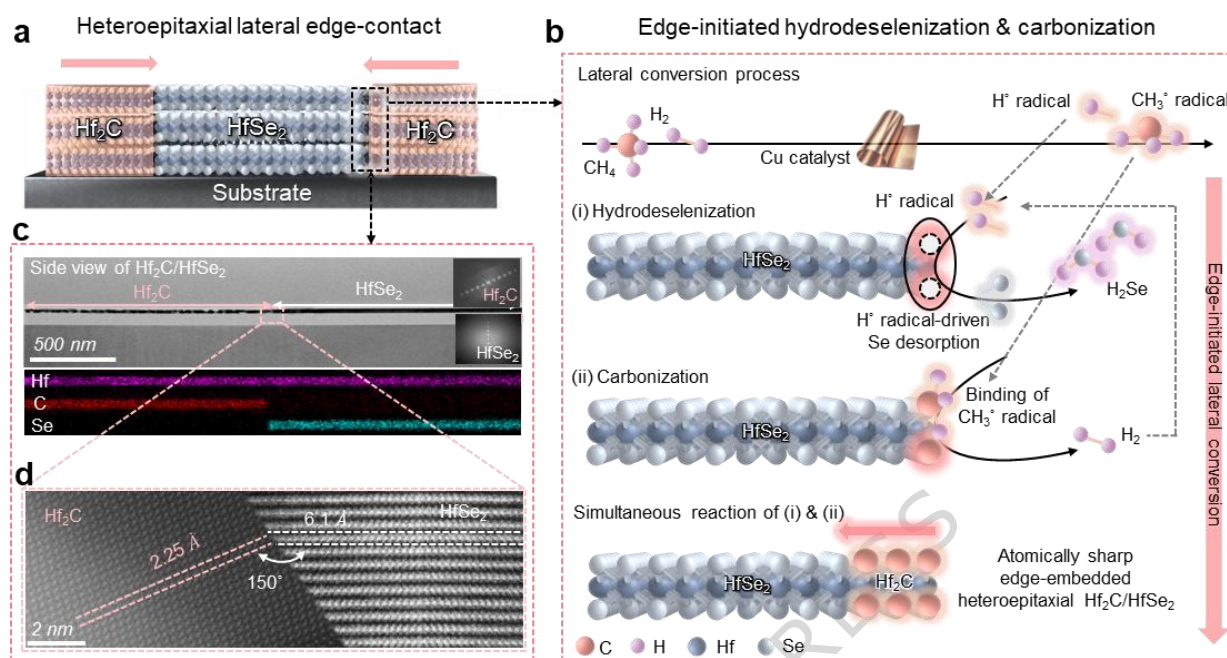 Heteroepitaxial lateral edge-contact
a
Hf₂C
HfSe₂
Hf₂C
Substrate
c
Side view of Hf₂C/HfSe₂
Hf₂C
HfSe₂
Hf₂C
HfSe₂
500 nm
Hf
C
Se
d
Hf₂C
HfSe₂
6.1 Å
2.25 Å
150°
2 nm
Edge-initiated hydrodeselenization & carbonization
b
Lateral conversion process
H˚ radical
CH₃˚ radical
H₂
CH₄
Cu catalyst
(i) Hydrodeselenization
H˚ radical
HfSe₂
H₂Se
H˚ radical-driven
Se desorption
(ii) Carbonization
Binding of
CH₃˚ radical
HfSe₂
H₂
Simultaneous reaction of (i) & (ii)
HfSe₂
Hf₂C
Atomically sharp
edge-embedded
heteroepitaxial Hf₂C/HfSe₂
C H Hf Se
Edge-initiated lateral conversion